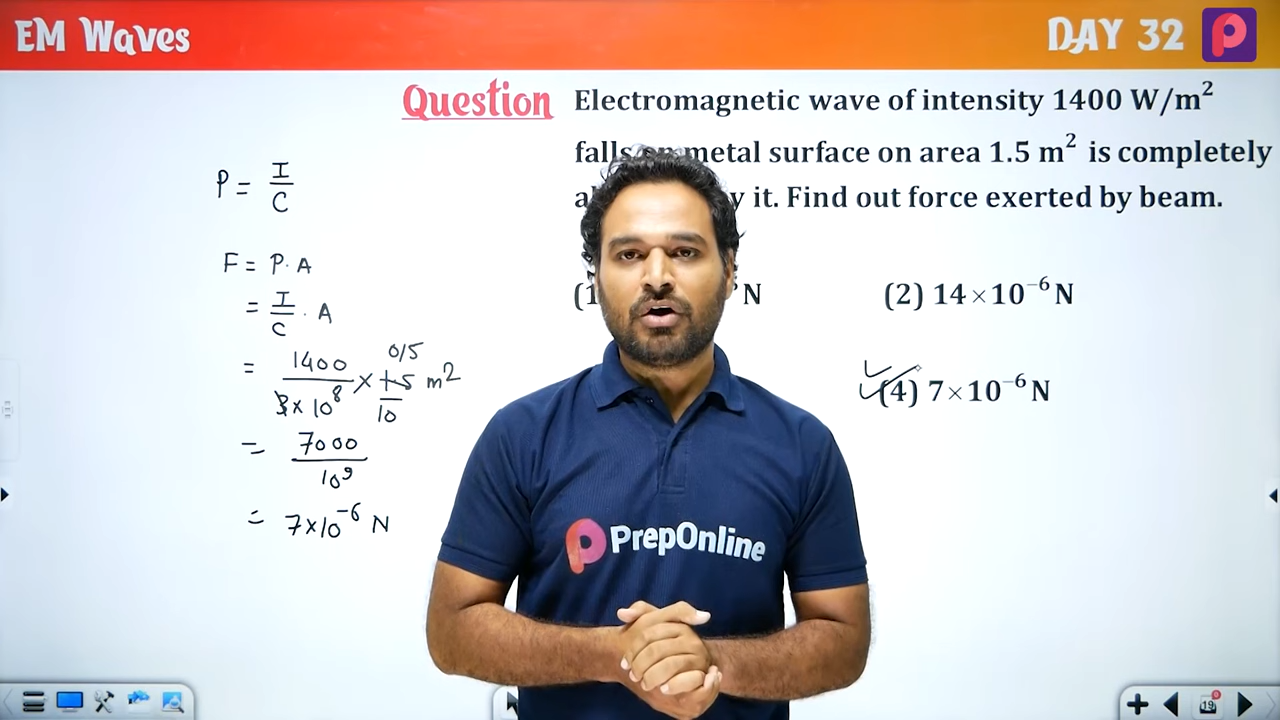 EM Waves
DAY 32
Question Electromagnetic wave of intensity 1400 W/m²
metal surface on area 1.5 m² is completely
it. Find out force exerted by beam.
N
(2) 14×10⁻⁶ N
(4) 7×10⁻⁶ N
P = I/C
F = P·A
= I/C · A
= 1400/3×10⁸ × 15/10 m²
0/5
= 7000/10⁹
= 7×10⁻⁶ N
PrepOnline
19